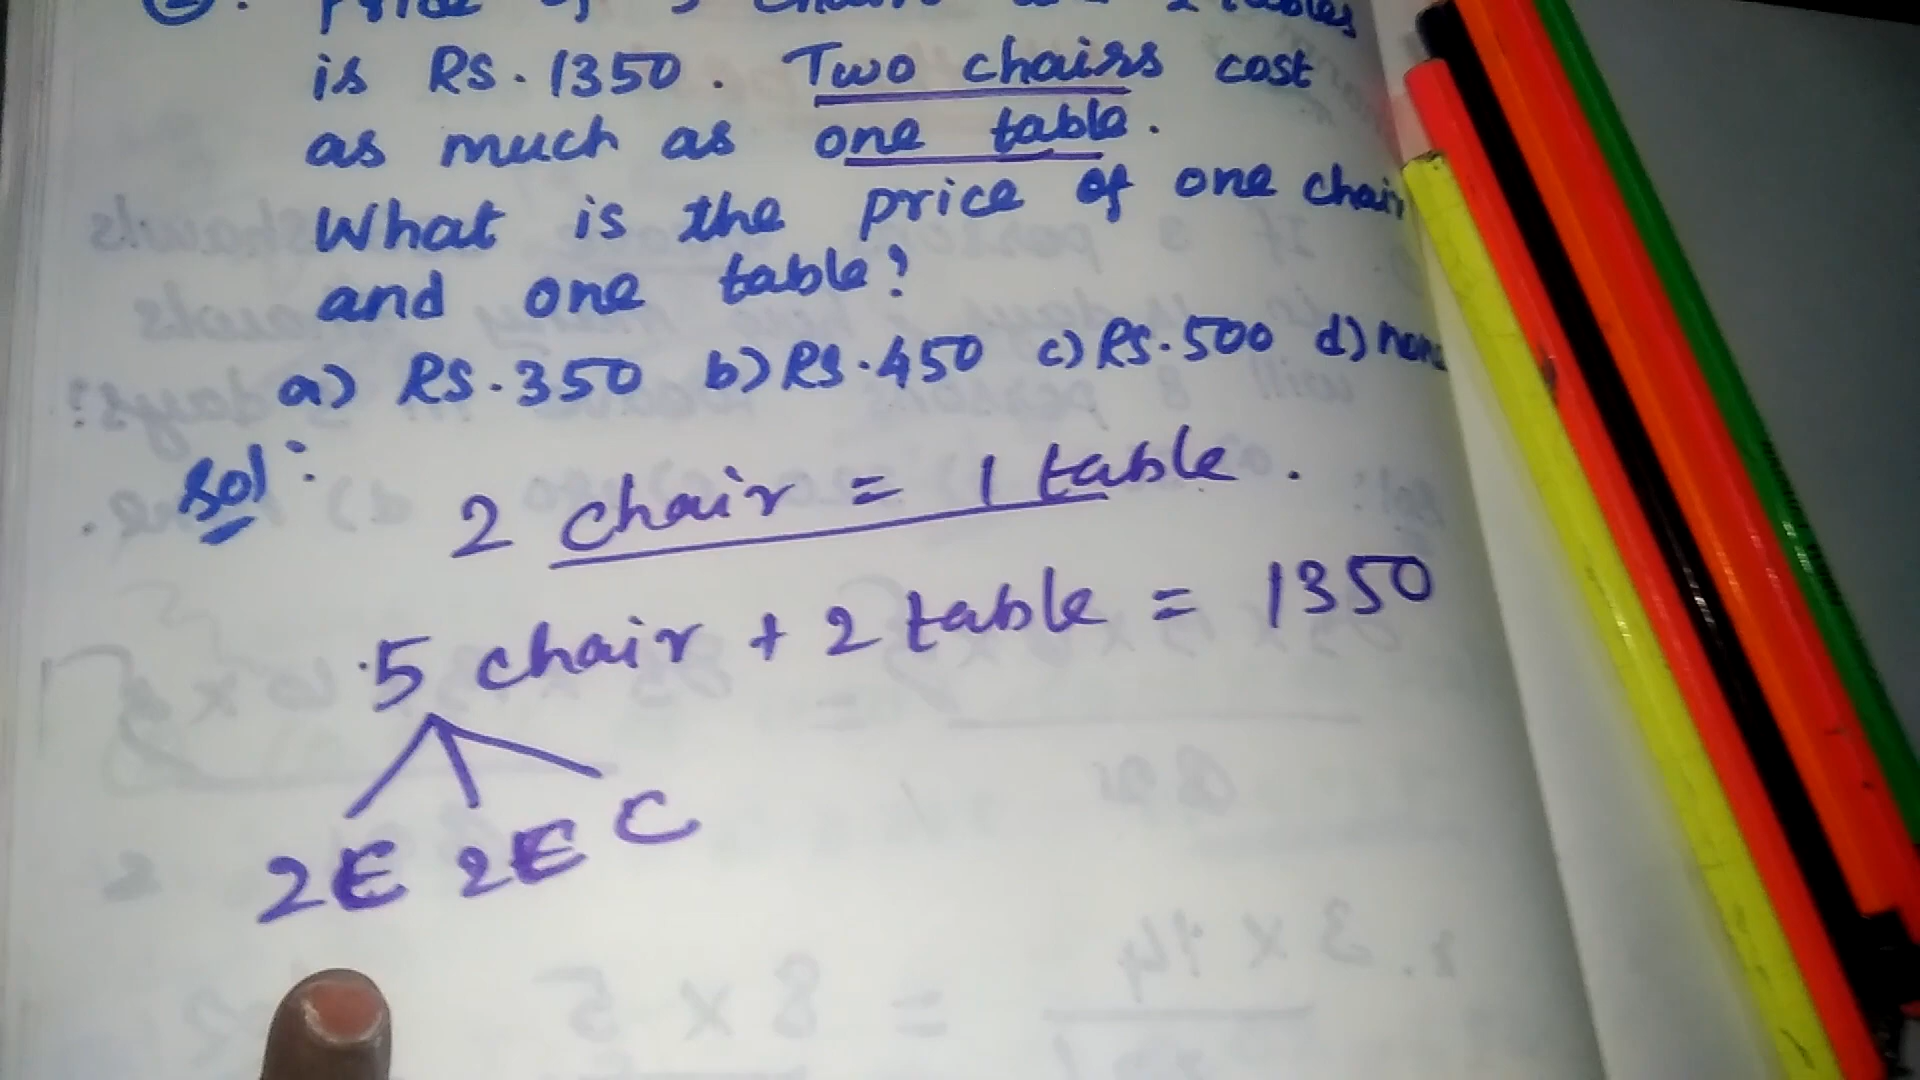 is RS. 1350. Two chairs cost
as much as one table.
What is the price of one chair
and one table?
a) RS.350 b) RS.450 c) RS.500 d) none
Sol:
2 chair = 1 table.
5 chair + 2 table = 1350
2C 2C C